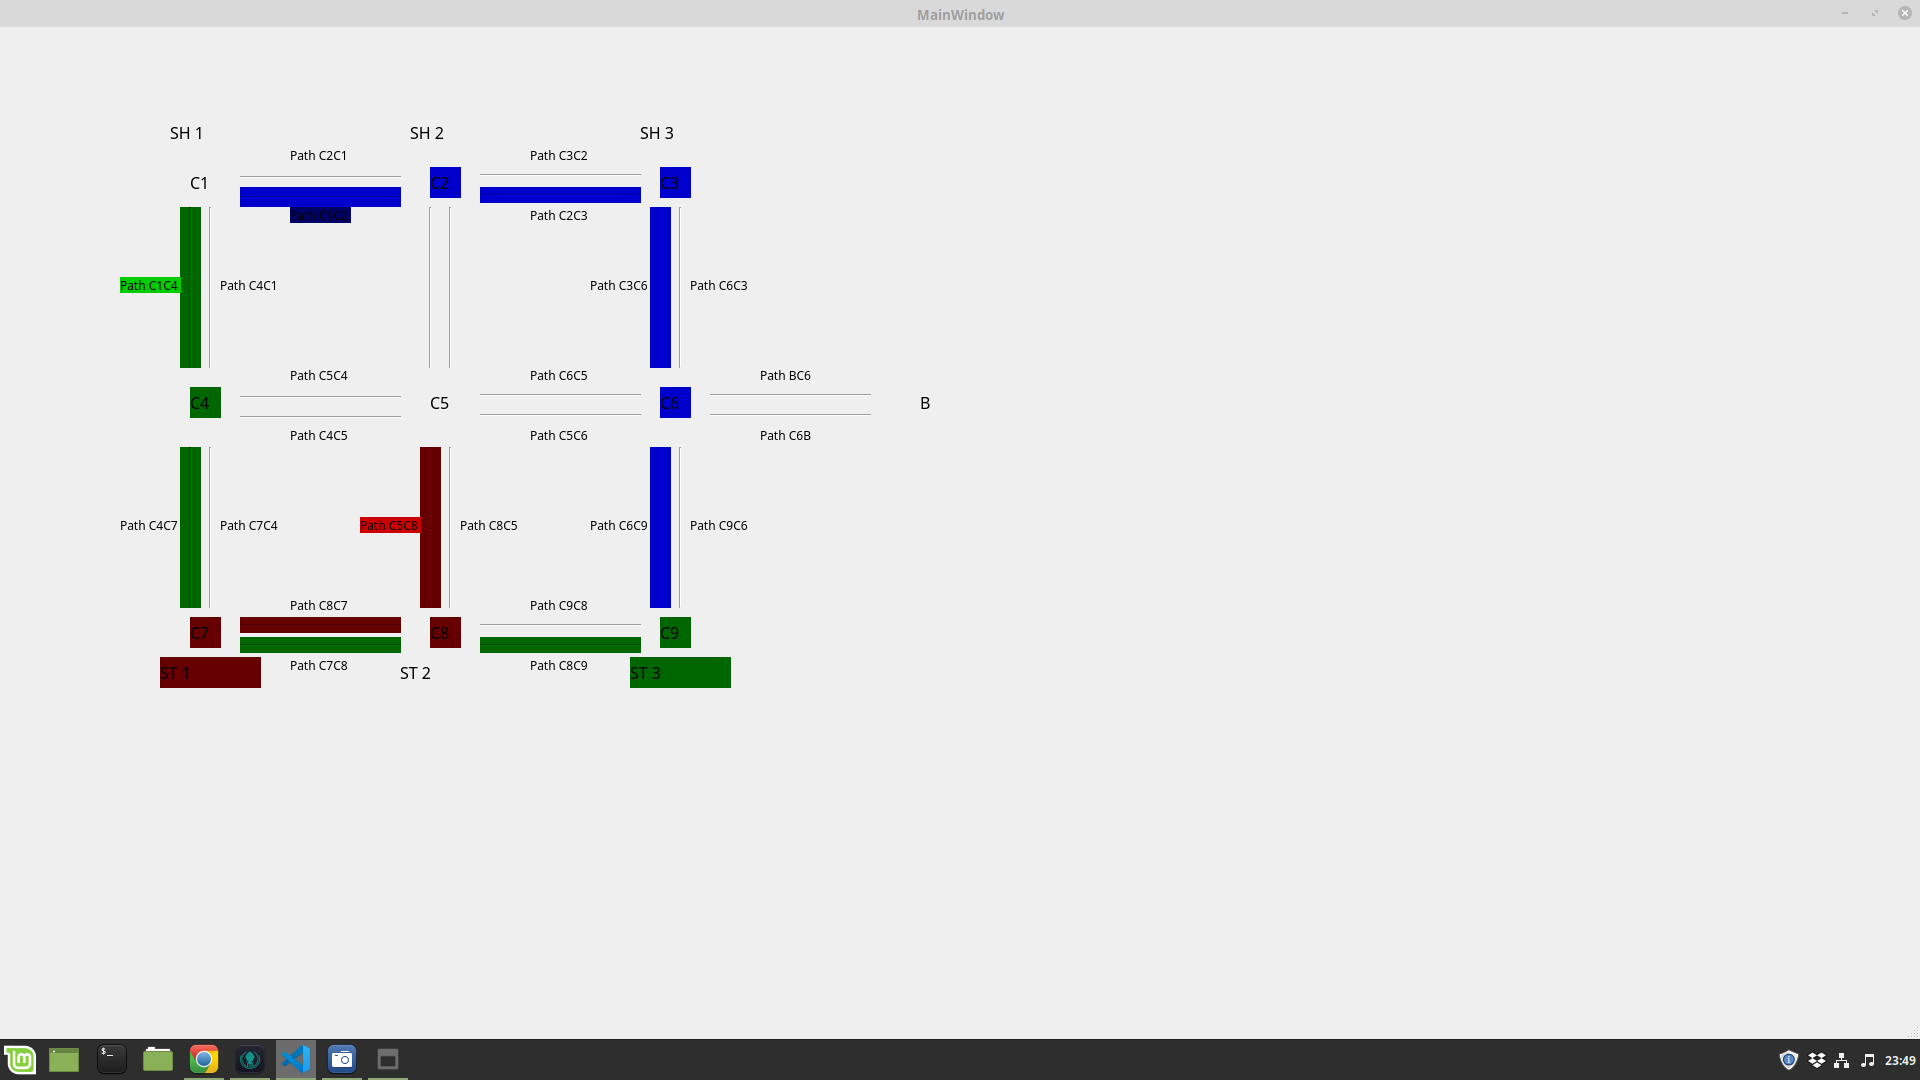 MainWindow
SH 1
SH 2
SH 3
Path C2C1
Path C3C2
C1
C2
C3
Path C1C2
Path C2C3
Path C1C4
Path C4C1
Path C3C6
Path C6C3
Path C5C4
Path C6C5
Path BC6
C4
C5
C6
B
Path C4C5
Path C5C6
Path C6B
Path C4C7
Path C7C4
Path C5C8
Path C8C5
Path C6C9
Path C9C6
Path C8C7
Path C9C8
C7
C8
C9
Path C7C8
Path C8C9
ST 1
ST 2
ST 3
23:49